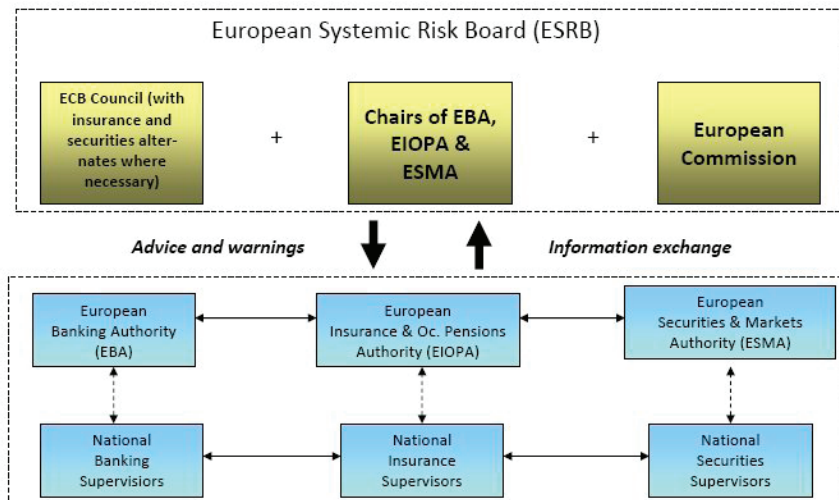 European Systemic Risk Board (ESRB)
ECB Council (with
insurance and
securities alter-
nates where
necessary)
+
Chairs of EBA,
EIOPA &
ESMA
+
European
Commission
Advice and warnings
Information exchange
European
Banking Authority
(EBA)
European
Insurance & Oc. Pensions
Authority (EIOPA)
European
Securities & Markets
Authority (ESMA)
National
Banking
Supervisiors
National
Insurance
Supervisors
National
Securities
Supervisors